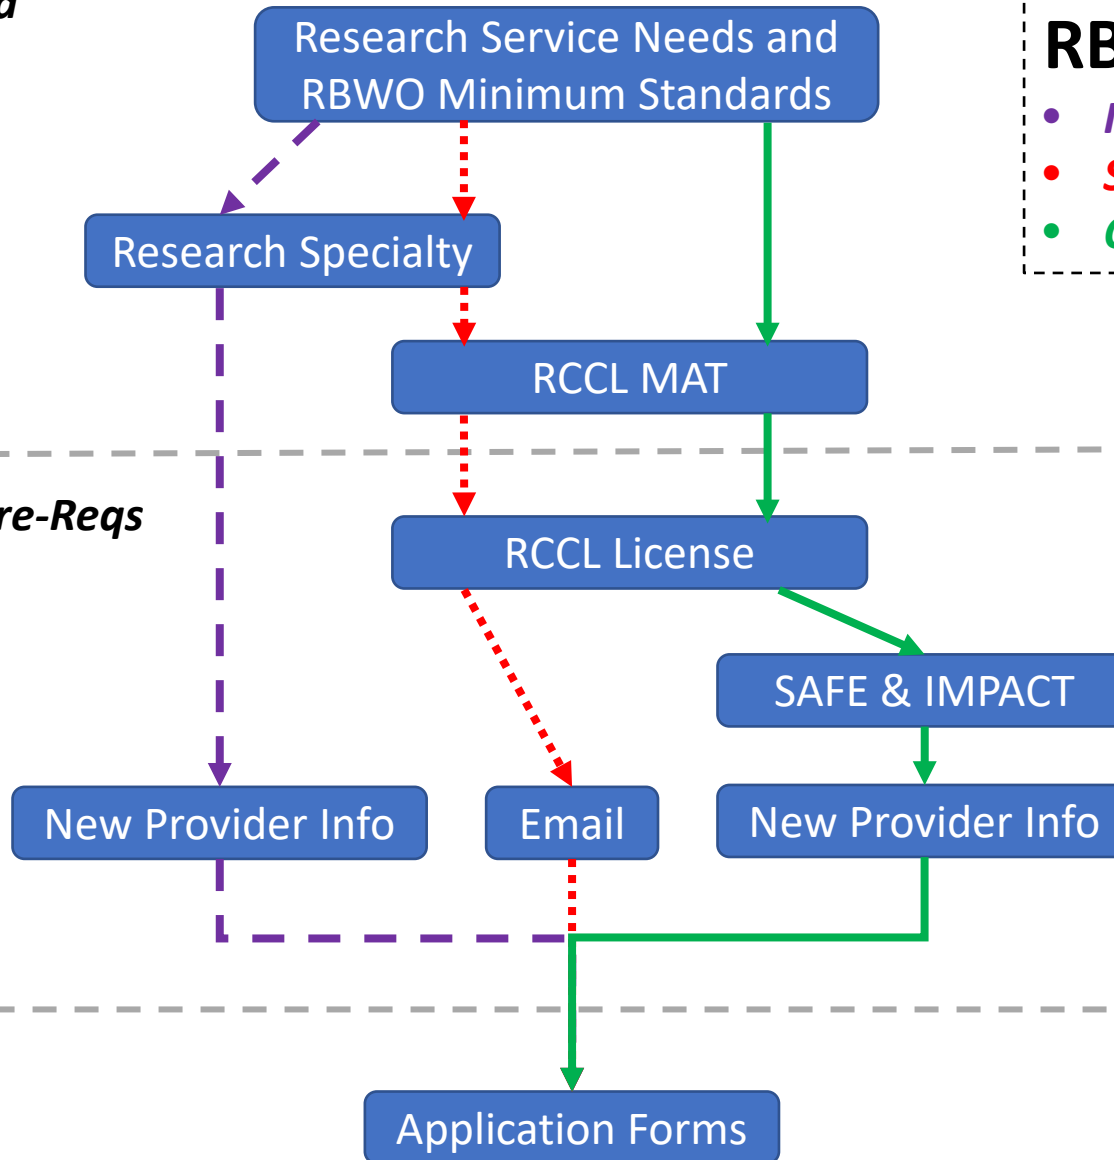 Research Service Needs and
RBWO Minimum Standards
Research Specialty
RCCL MAT
re-Reqs
RCCL License
SAFE & IMPACT
New Provider Info
Email
New Provider Info
Application Forms